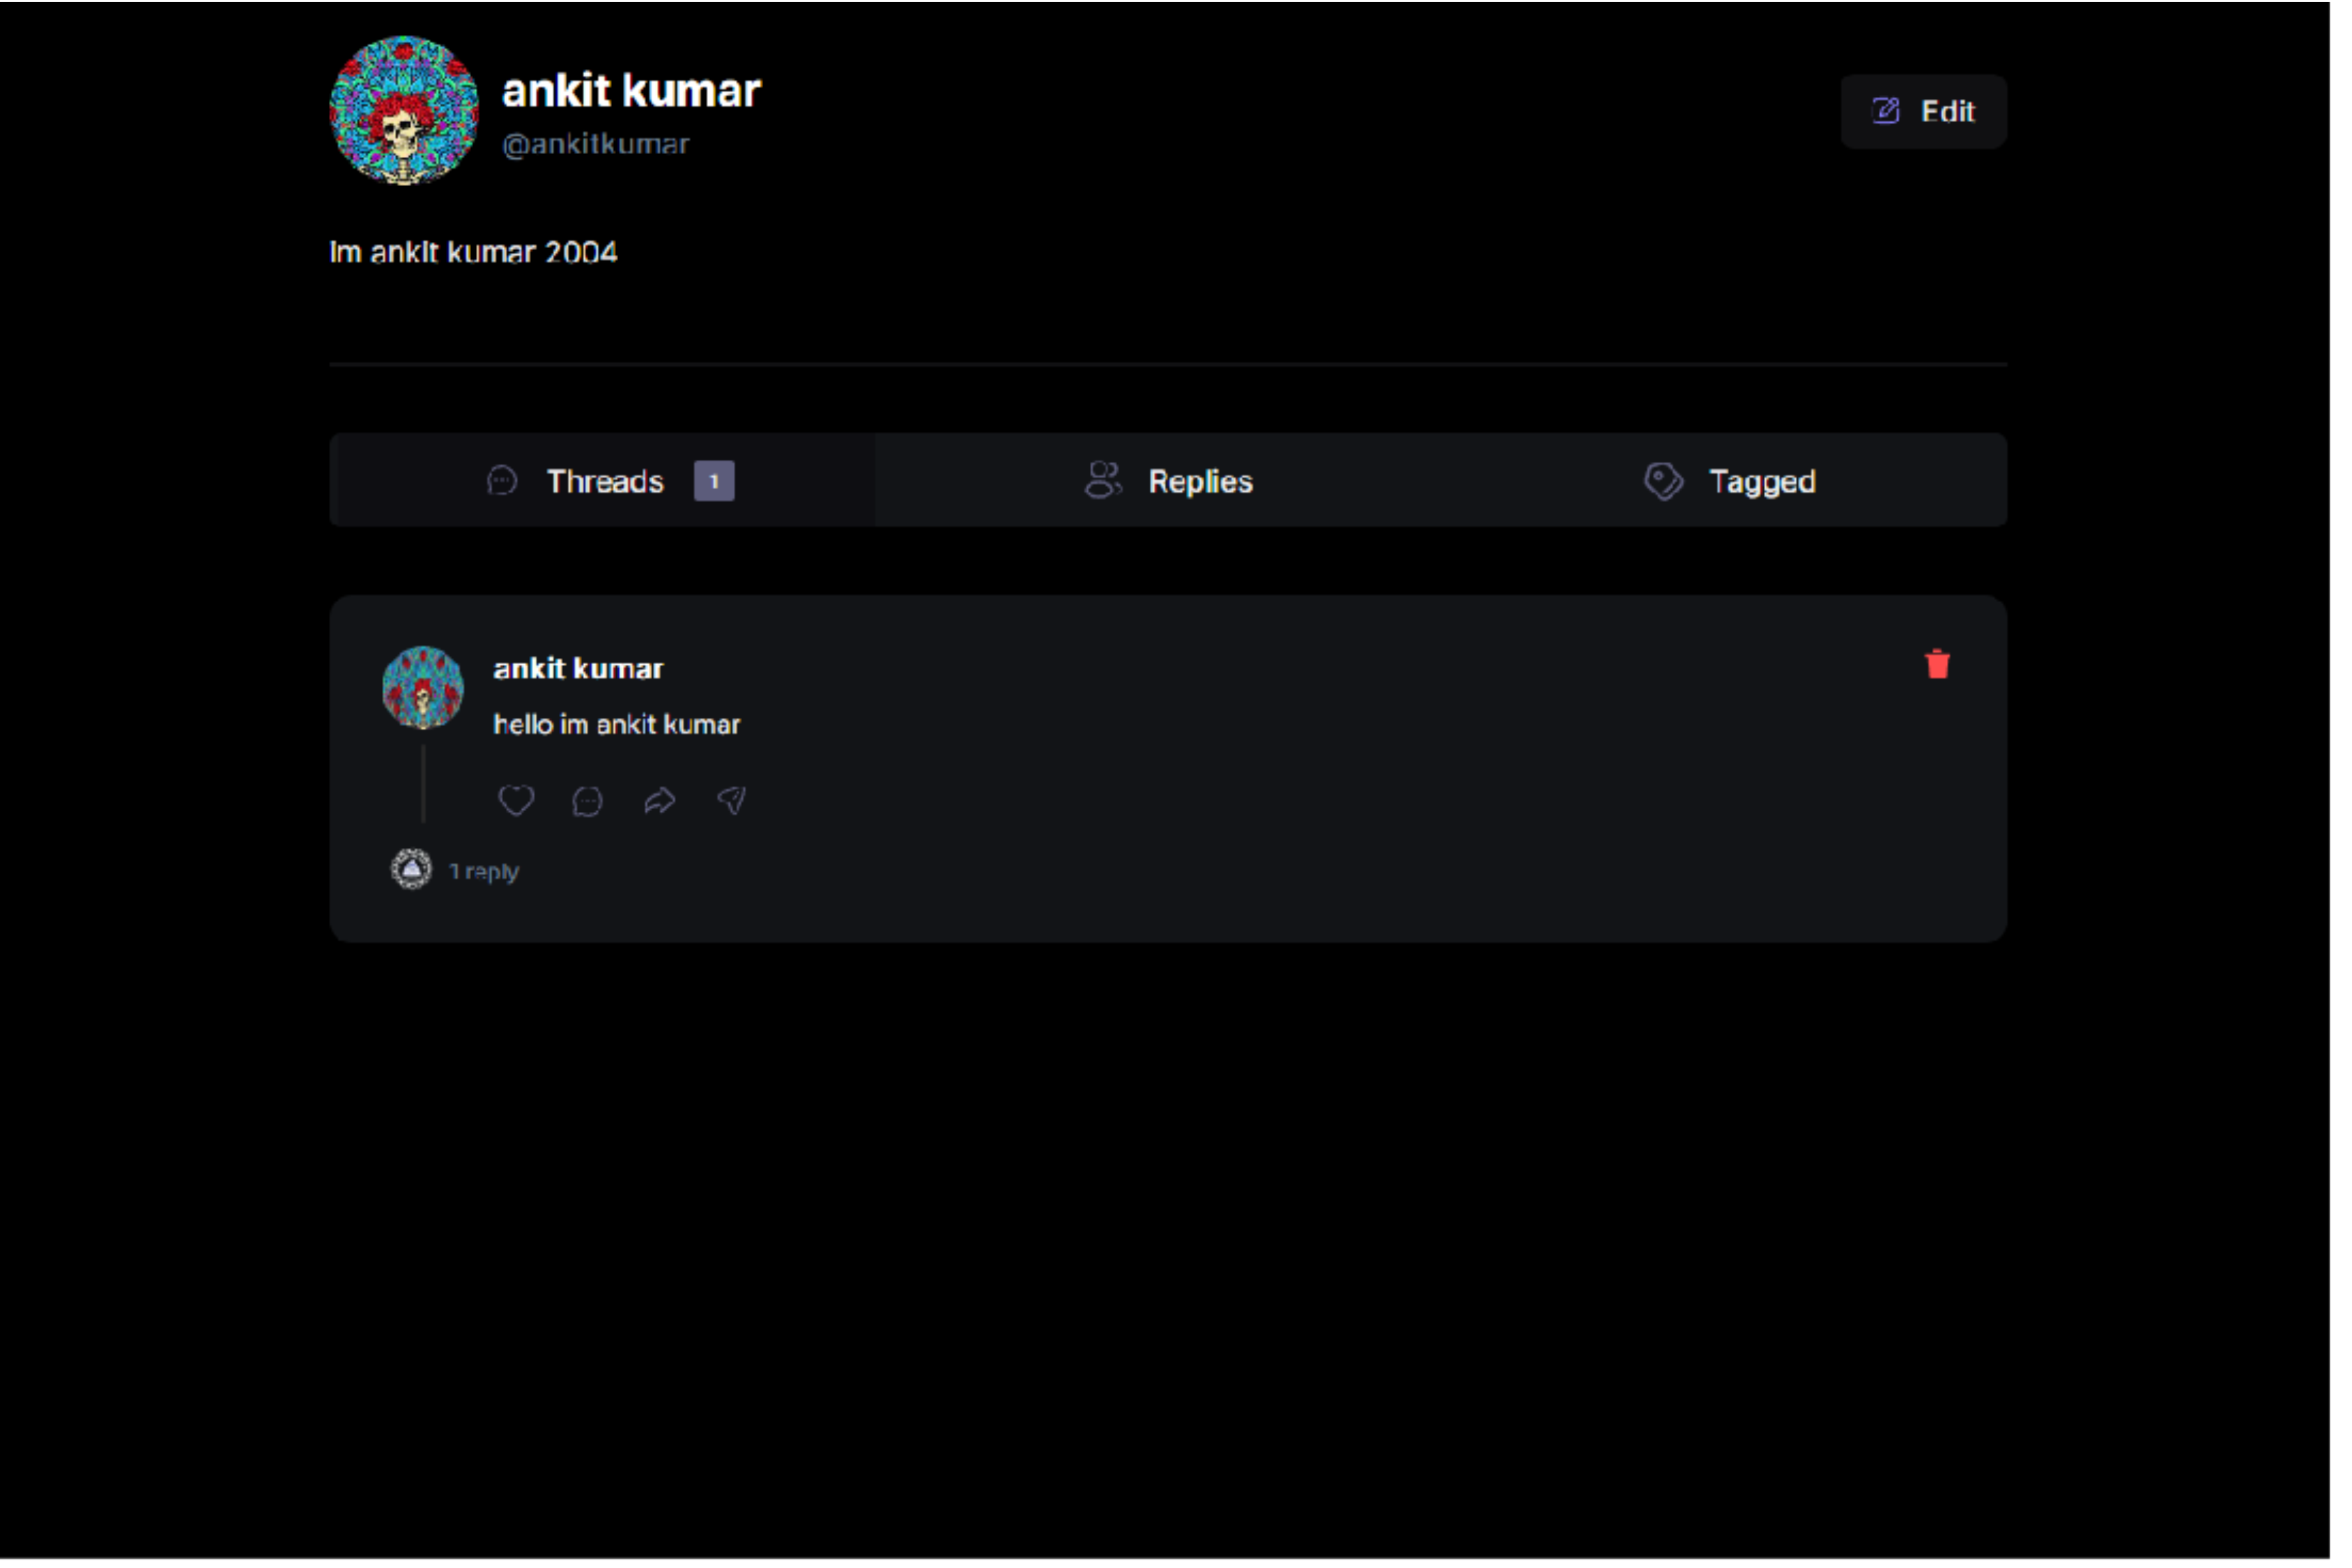 ankit kumar
@ankitkumar
Edit
Im ankit kumar 2004
Threads 1
Replies
Tagged
ankit kumar
hello im ankit kumar
1 reply